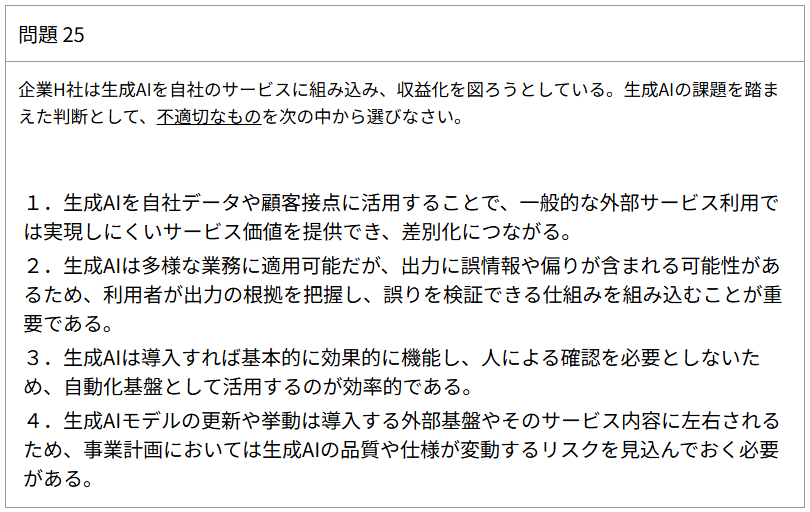 問題 25
企業H社は生成AIを自社のサービスに組み込み、収益化を図ろうとしている。生成AIの課題を踏ま
えた判断として、不適切なものを次の中から選びなさい。
１．生成AIを自社データや顧客接点に活用することで、一般的な外部サービス利用で
は実現しにくいサービス価値を提供でき、差別化につながる。
２．生成AIは多様な業務に適用可能だが、出力に誤情報や偏りが含まれる可能性があ
るため、利用者が出力の根拠を把握し、誤りを検証できる仕組みを組み込むことが重
要である。
３．生成AIは導入すれば基本的に効果的に機能し、人による確認を必要としないた
め、自動化基盤として活用するのが効率的である。
４．生成AIモデルの更新や挙動は導入する外部基盤やそのサービス内容に左右される
ため、事業計画においては生成AIの品質や仕様が変動するリスクを見込んでおく必要
がある。